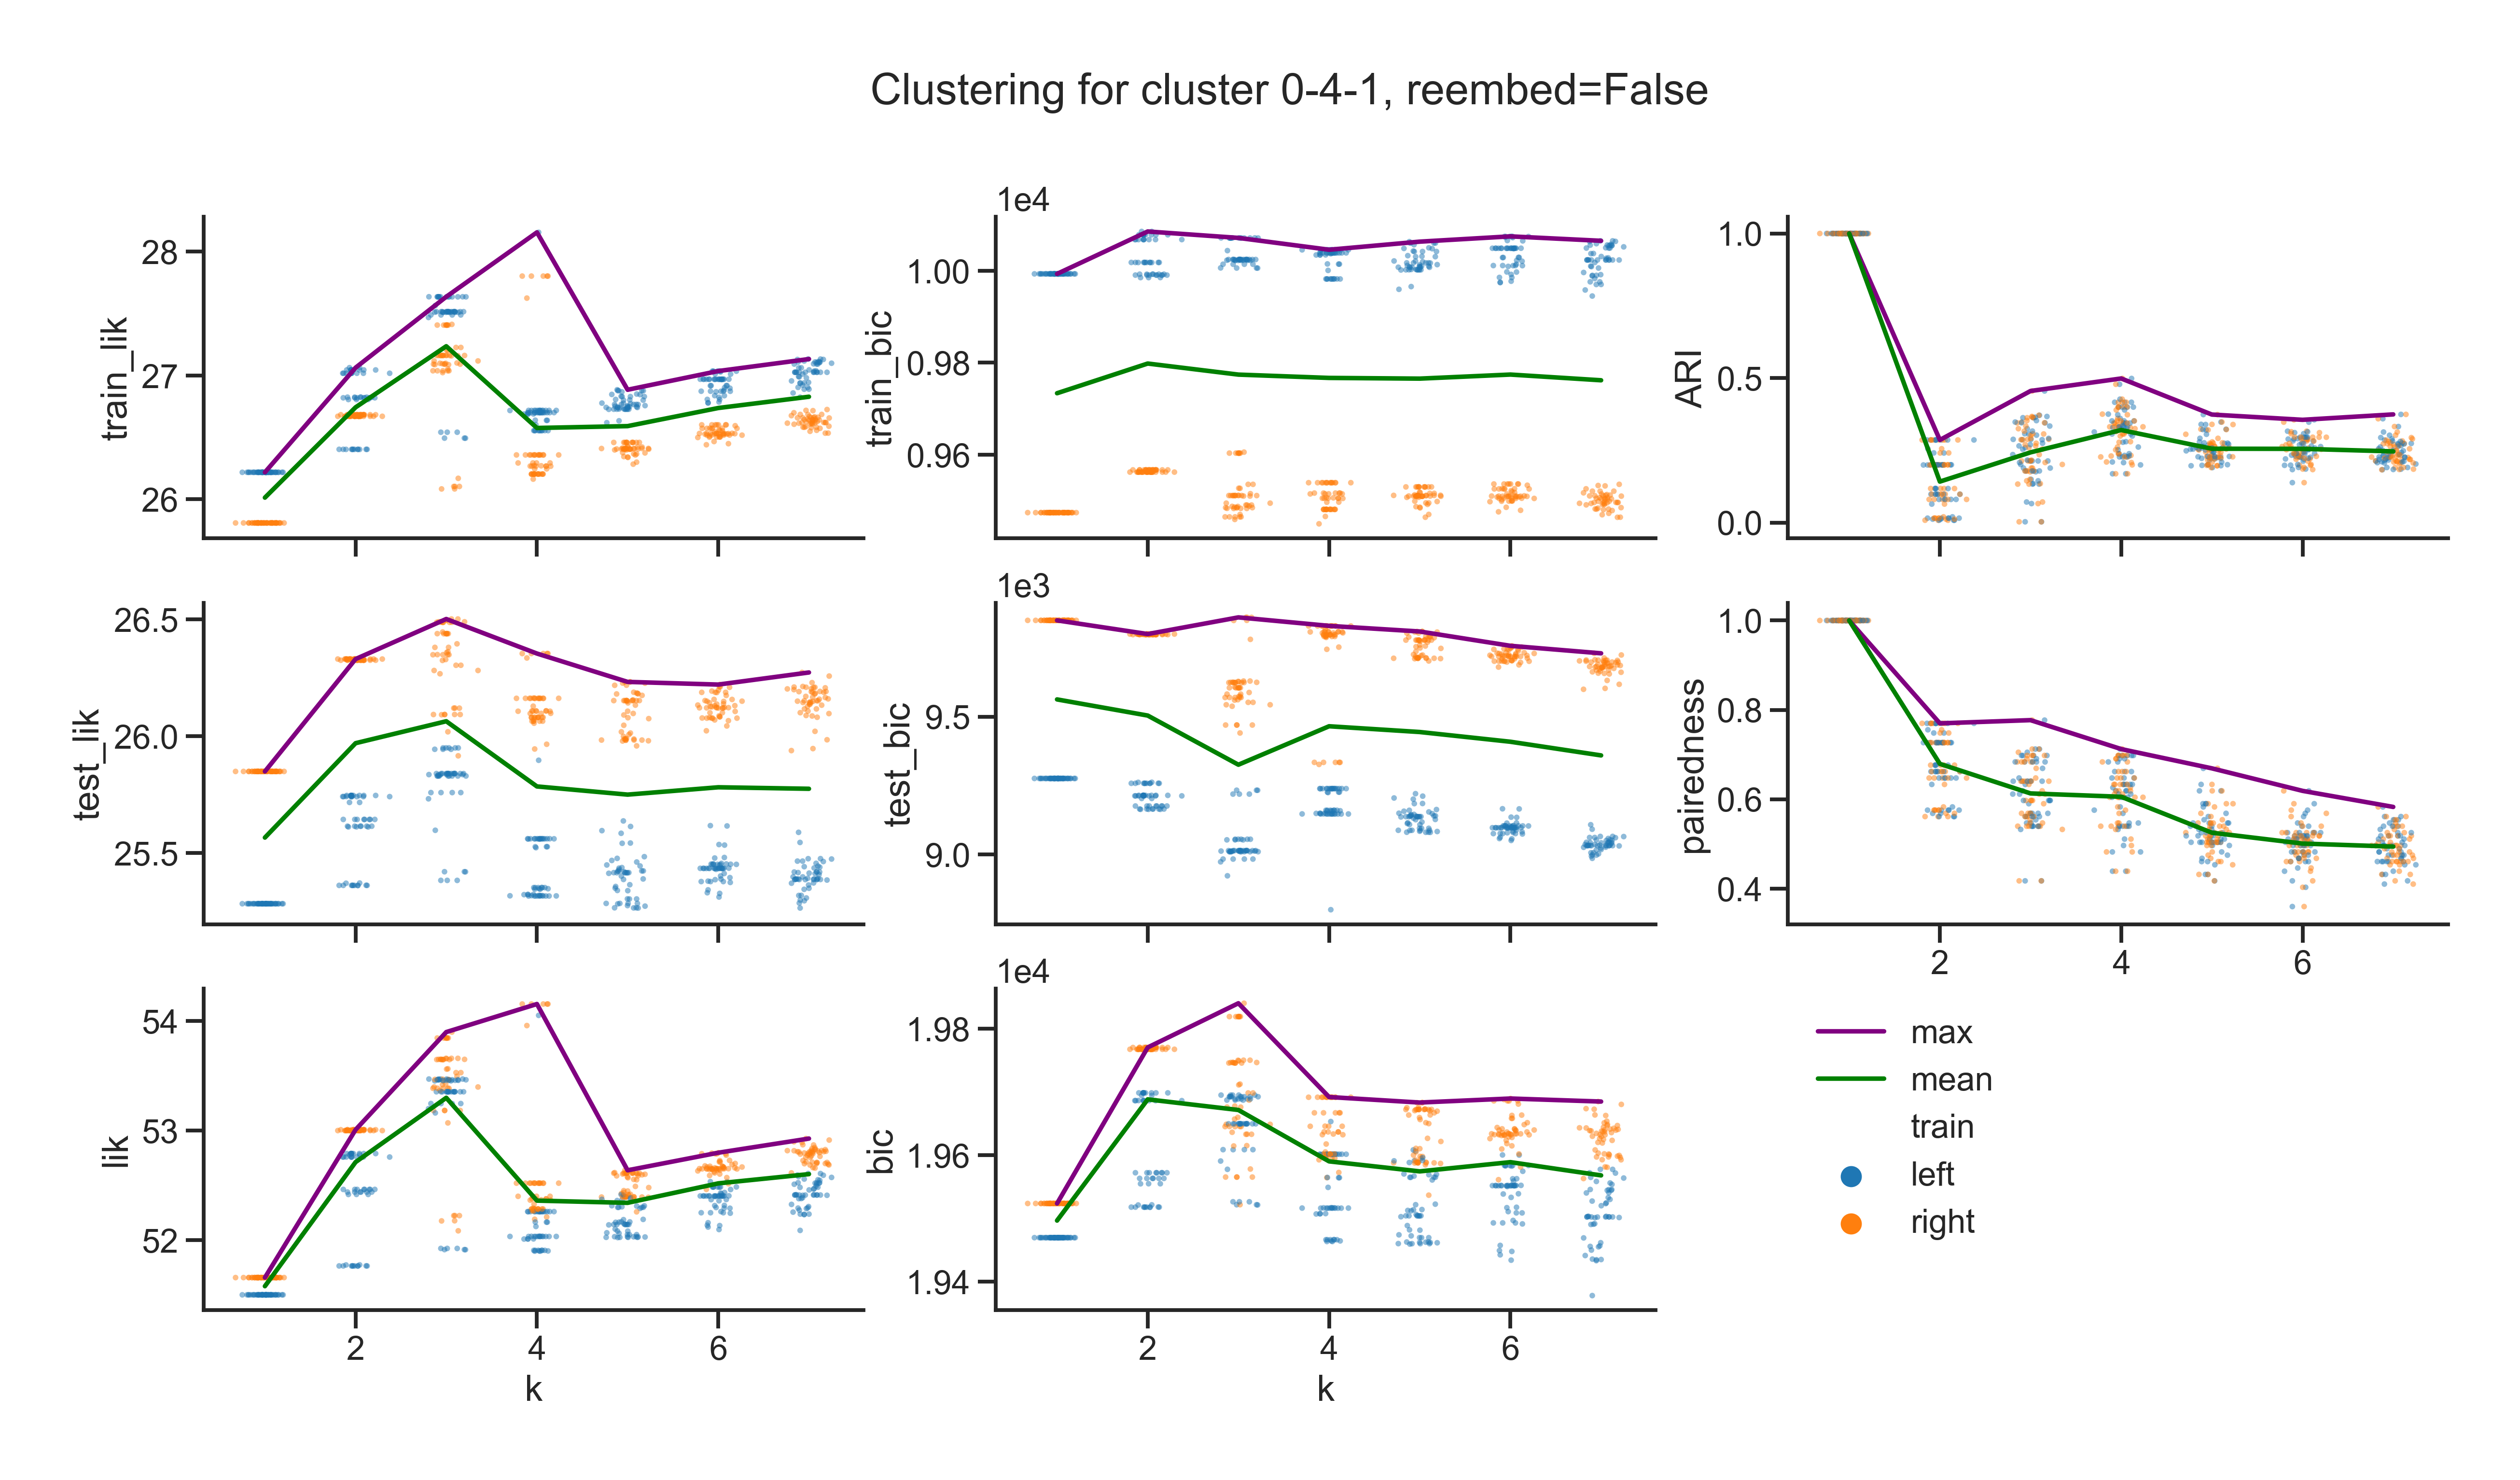 Clustering for cluster 0-4-1, reembed=False
train_lik
28
27
26
1e4
train_bic
1.00
0.98
0.96
ARI
1.0
0.5
0.0
test_lik
26.5
26.0
25.5
1e3
test_bic
9.5
9.0
pairedness
1.0
0.8
0.6
0.4
2
4
6
lik
54
53
52
2
4
6
k
1e4
bic
1.98
1.96
1.94
2
4
6
k
max
mean
train
left
right